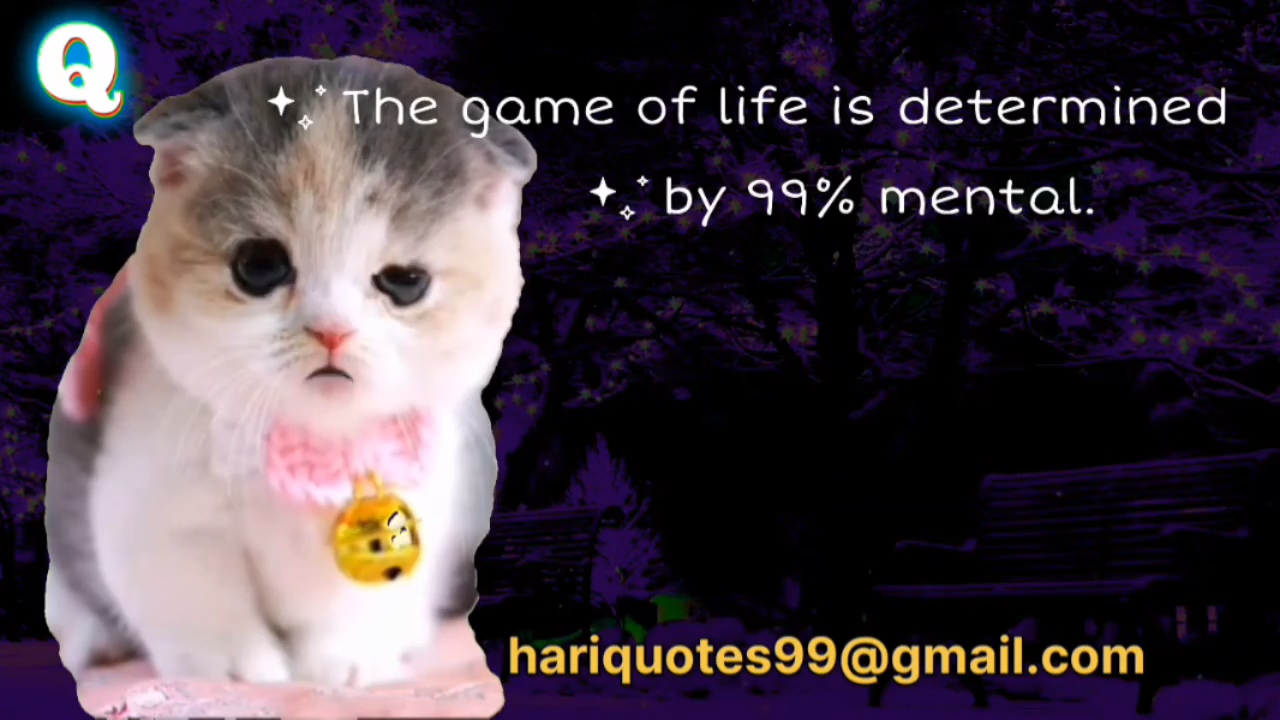 Q
The game of life is determined
by 99% mental.
hariquotes99@gmail.com